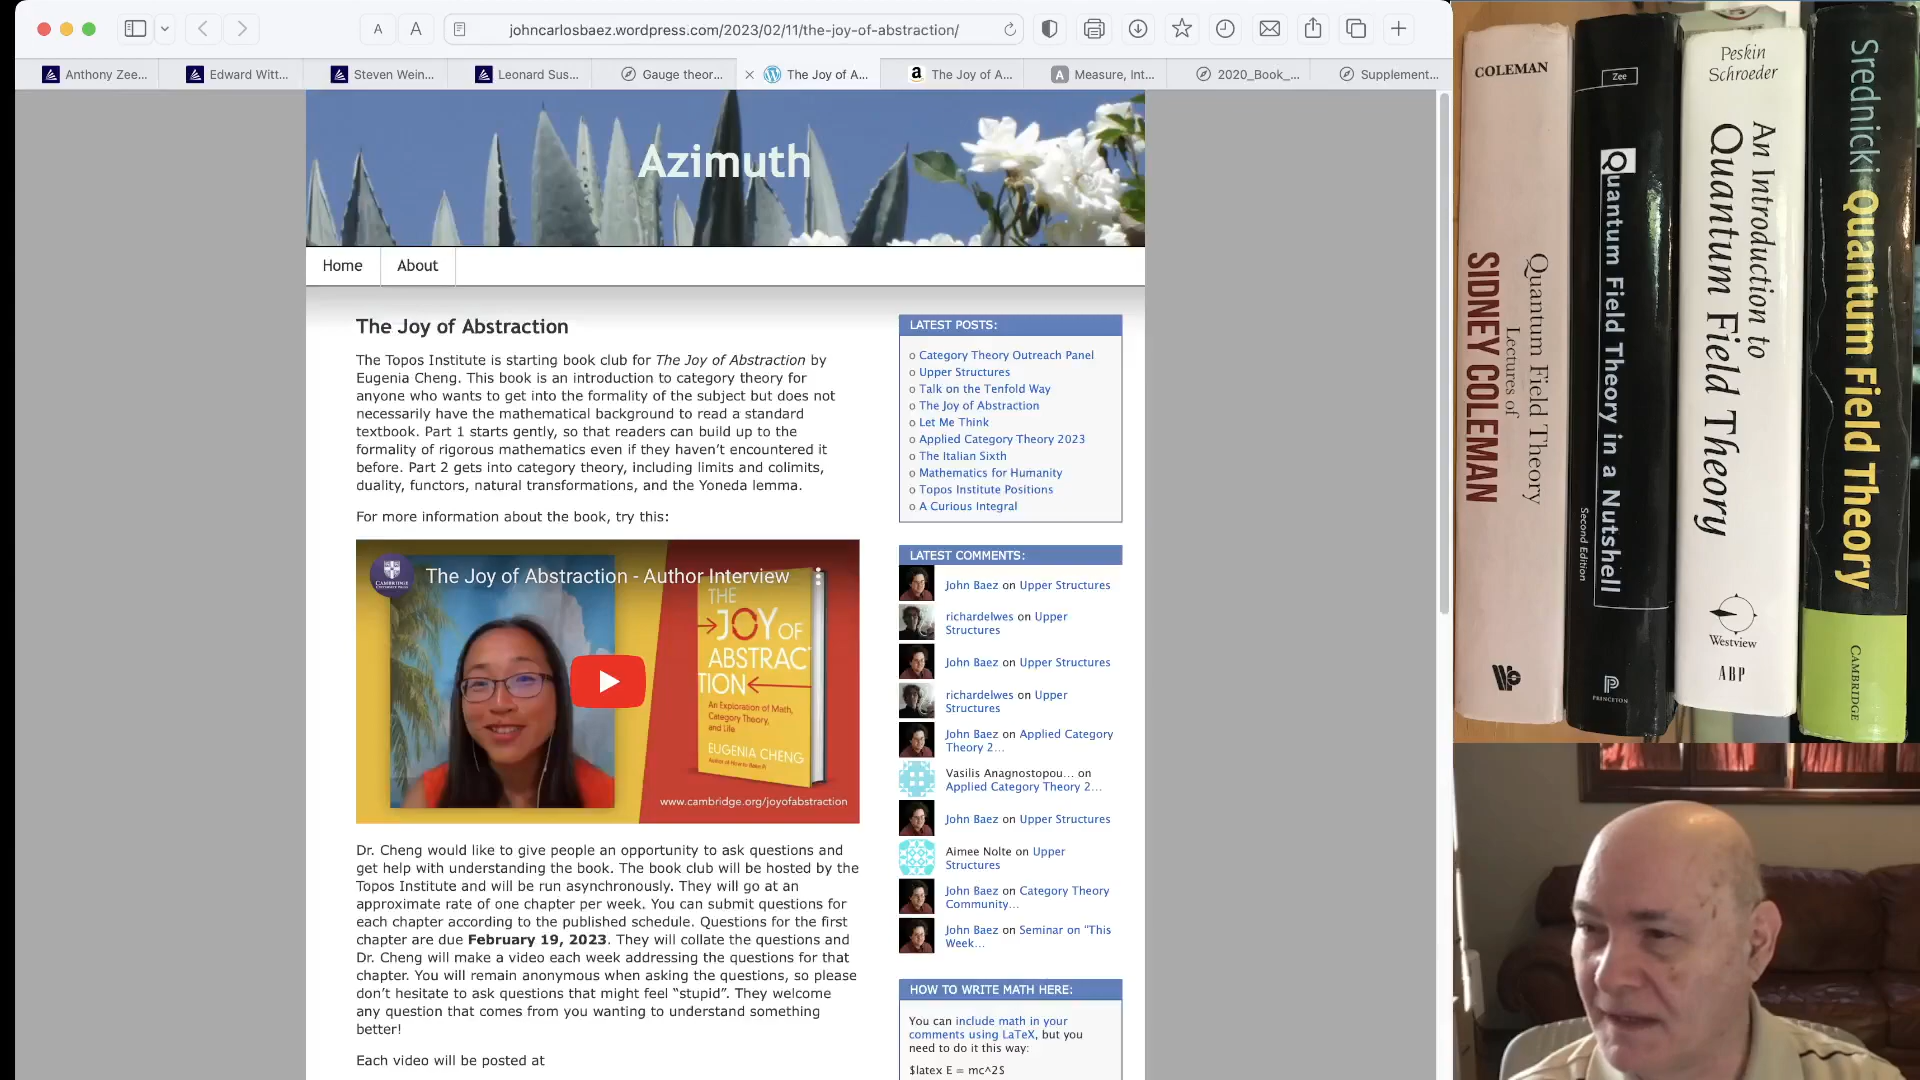 johncarlosbaez.wordpress.com/2023/02/11/the-joy-of-abstraction/
Anthony Zee...
Edward Witt...
Steven Wein...
Leonard Sus...
Gauge theor...
The Joy of A...
The Joy of A...
Measure, Int...
2020_Book_...
Supplement...
Azimuth
Home
About
The Joy of Abstraction
The Topos Institute is starting book club for The Joy of Abstraction by
Eugenia Cheng. This book is an introduction to category theory for
anyone who wants to get into the formality of the subject but does not
necessarily have the mathematical background to read a standard
textbook. Part 1 starts gently, so that readers can build up to the
formality of rigorous mathematics even if they haven’t encountered it
before. Part 2 gets into category theory, including limits and colimits,
duality, functors, natural transformations, and the Yoneda lemma.
For more information about the book, try this:
CAMBRIDGE
The Joy of Abstraction - Author Interview
THE
JOY OF
ABSTRAC
TION
An Exploration of Math,
Category Theory,
and Life
EUGENIA CHENG
Author of How to Bake Pi
www.cambridge.org/joyofabstraction
Dr. Cheng would like to give people an opportunity to ask questions and
get help with understanding the book. The book club will be hosted by the
Topos Institute and will be run asynchronously. They will go at an
approximate rate of one chapter per week. You can submit questions for
each chapter according to the published schedule. Questions for the first
chapter are due February 19, 2023. They will collate the questions and
Dr. Cheng will make a video each week addressing the questions for that
chapter. You will remain anonymous when asking the questions, so please
don’t hesitate to ask questions that might feel “stupid”. They welcome
any question that comes from you wanting to understand something
better!
Each video will be posted at
LATEST POSTS:
Category Theory Outreach Panel
Upper Structures
Talk on the Tenfold Way
The Joy of Abstraction
Let Me Think
Applied Category Theory 2023
The Italian Sixth
Mathematics for Humanity
Topos Institute Positions
A Curious Integral
LATEST COMMENTS:
John Baez on Upper Structures
richardelwes on Upper
Structures
John Baez on Upper Structures
richardelwes on Upper
Structures
John Baez on Applied Category
Theory 2...
Vasilis Anagnostopou... on
Applied Category Theory 2...
John Baez on Upper Structures
Aimee Nolte on Upper
Structures
John Baez on Category Theory
Community...
John Baez on Seminar on “This
Week...
HOW TO WRITE MATH HERE:
You can include math in your
comments using LaTeX, but you
need to do it this way:
$latex E = mc^2$
COLEMAN
Quantum Field Theory
Lectures of
SIDNEY COLEMAN
Zee
Quantum Field Theory in a Nutshell
Second Edition
PRINCETON
Peskin
Schroeder
An Introduction to
Quantum Field Theory
Westview
ABP
Srednicki Quantum Field Theory
CAMBRIDGE